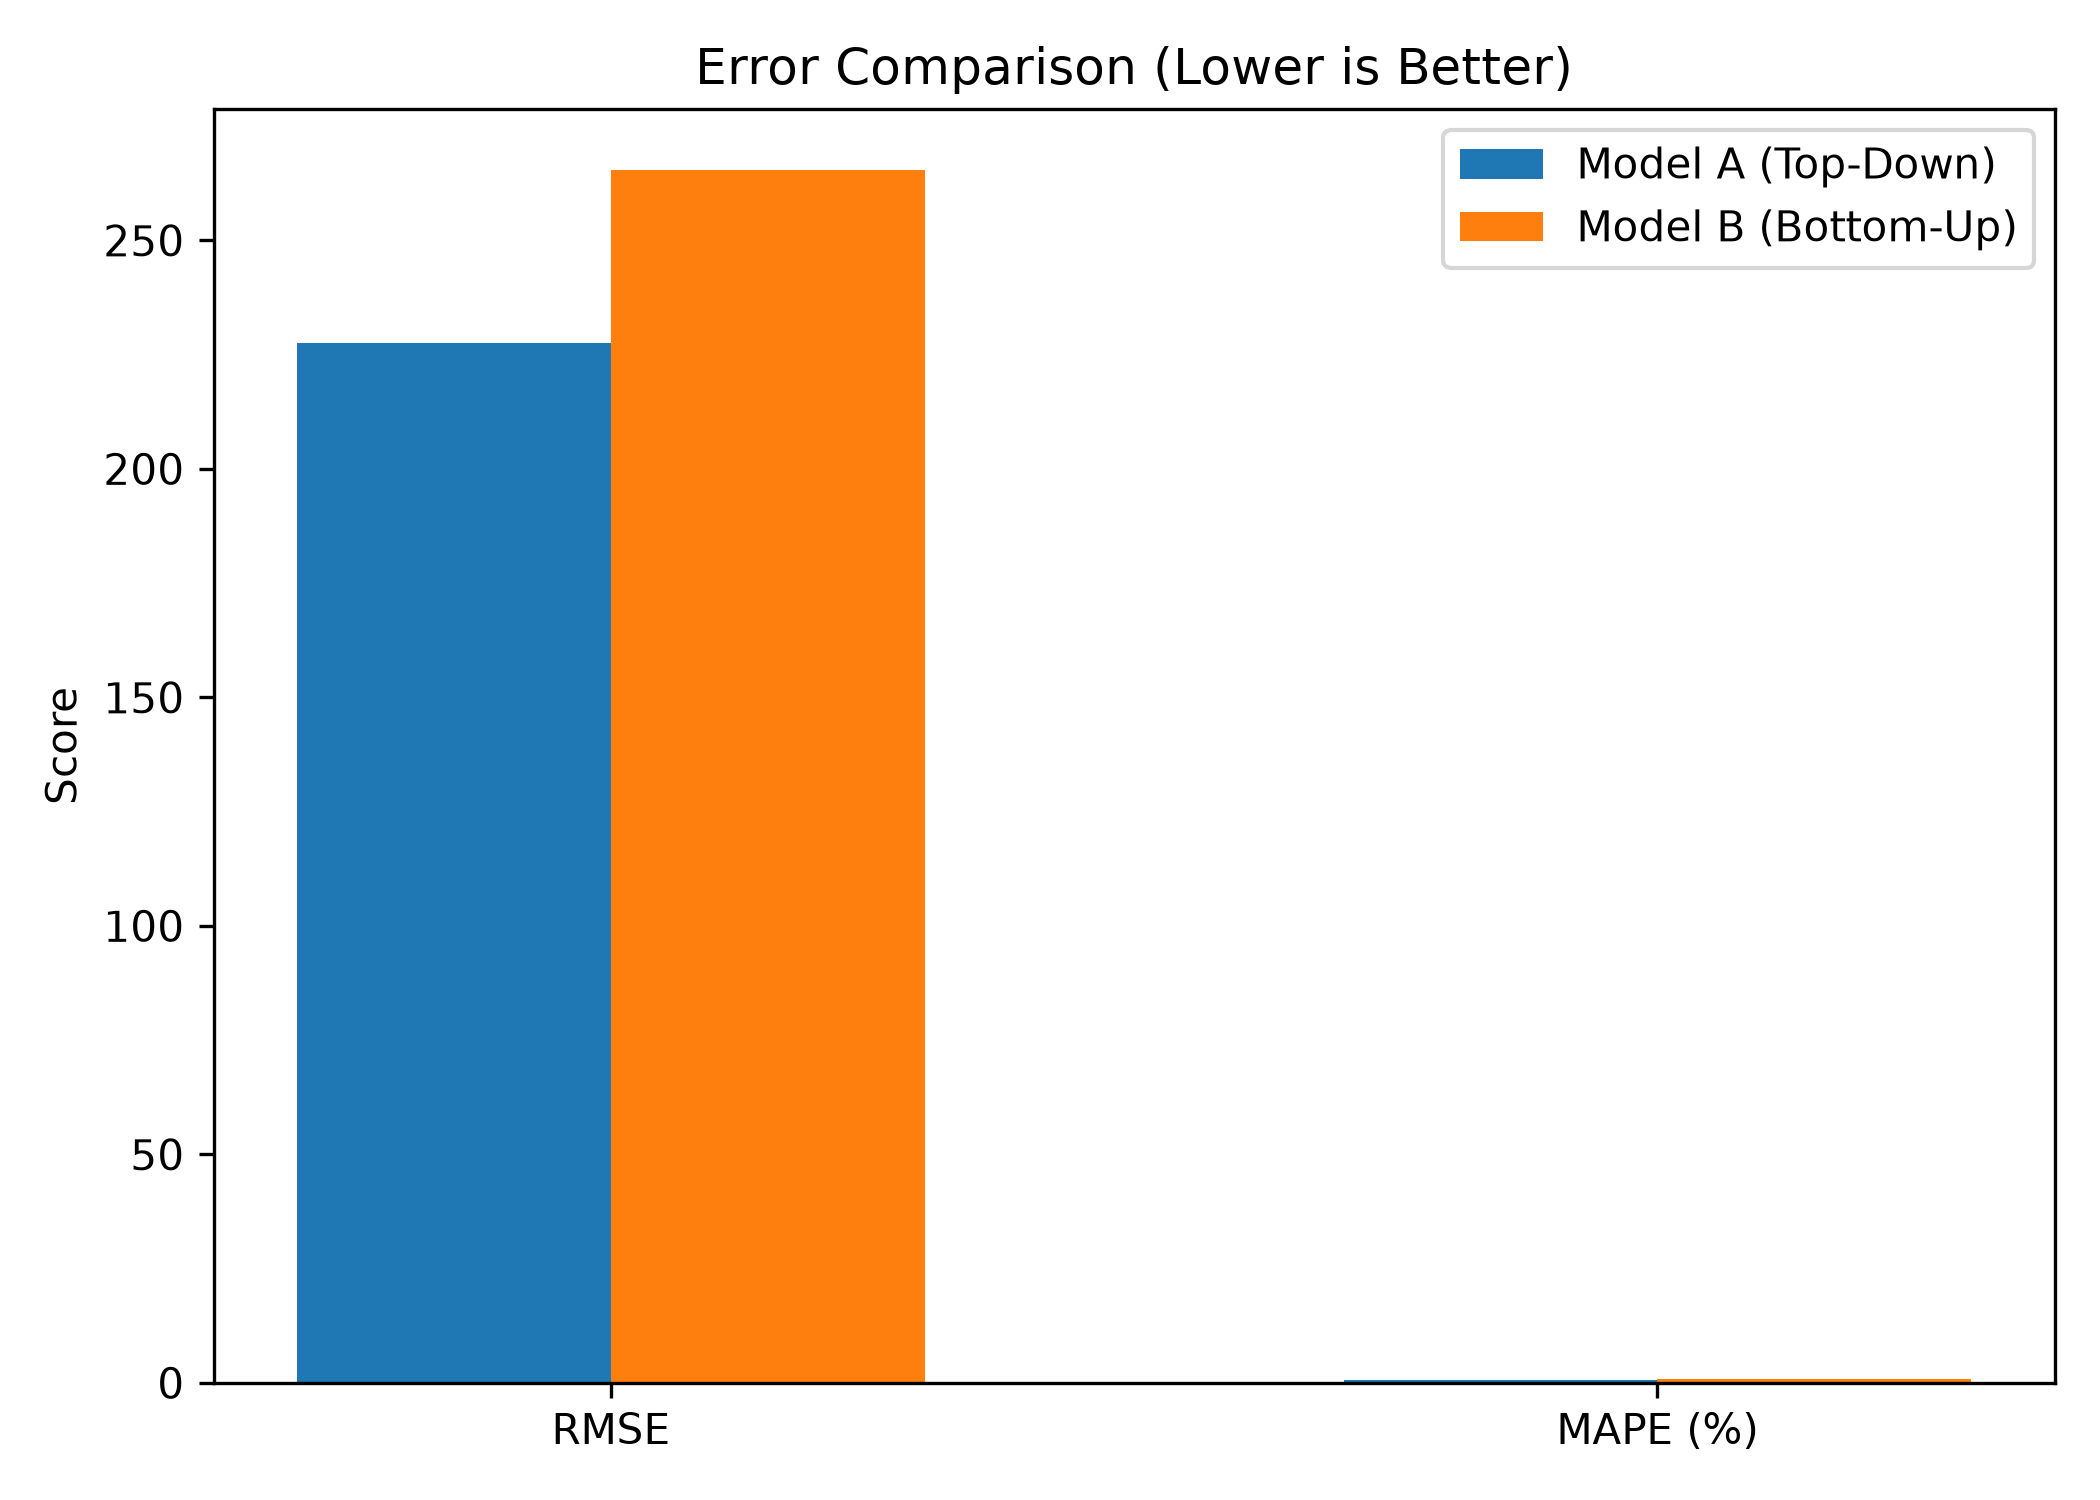 Error Comparison (Lower is Better)
Model A (Top-Down)
Model B (Bottom-Up)
Score
250
200
150
100
50
0
RMSE
MAPE (%)